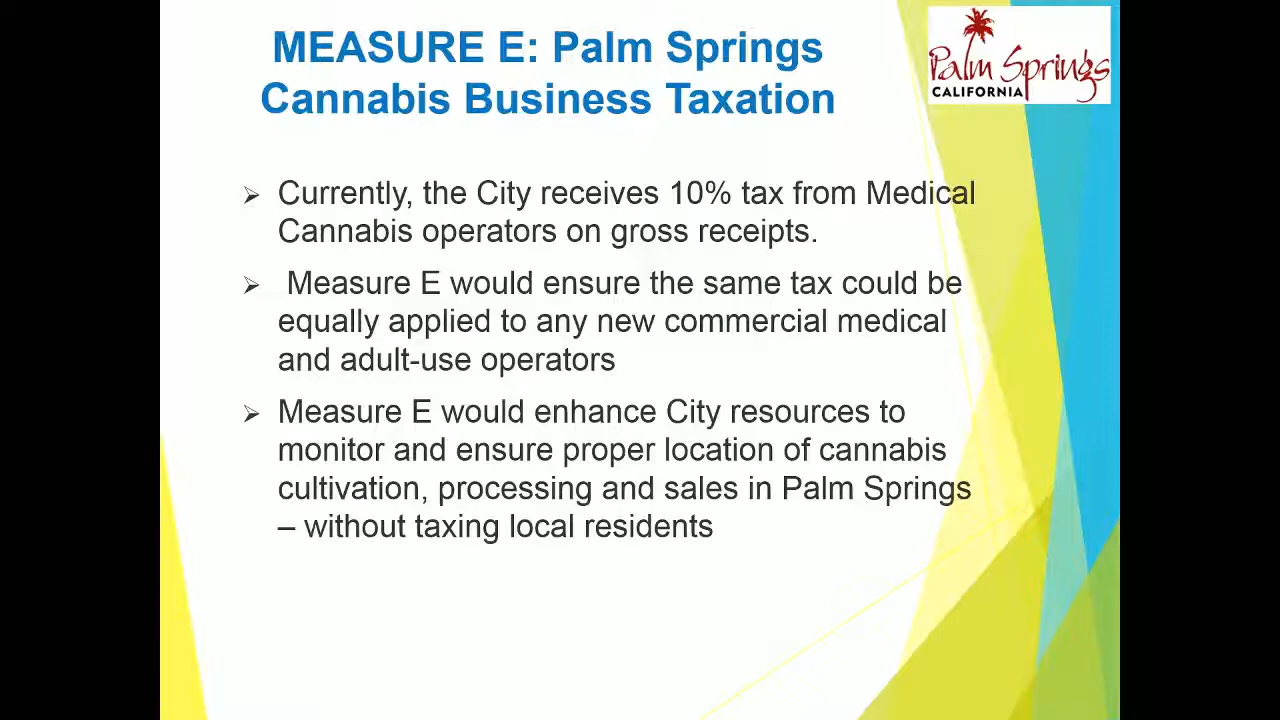 MEASURE E: Palm Springs
Cannabis Business Taxation
Palm Springs
CALIFORNIA
➢ Currently, the City receives 10% tax from Medical
Cannabis operators on gross receipts.
➢ Measure E would ensure the same tax could be
equally applied to any new commercial medical
and adult-use operators
➢ Measure E would enhance City resources to
monitor and ensure proper location of cannabis
cultivation, processing and sales in Palm Springs
– without taxing local residents